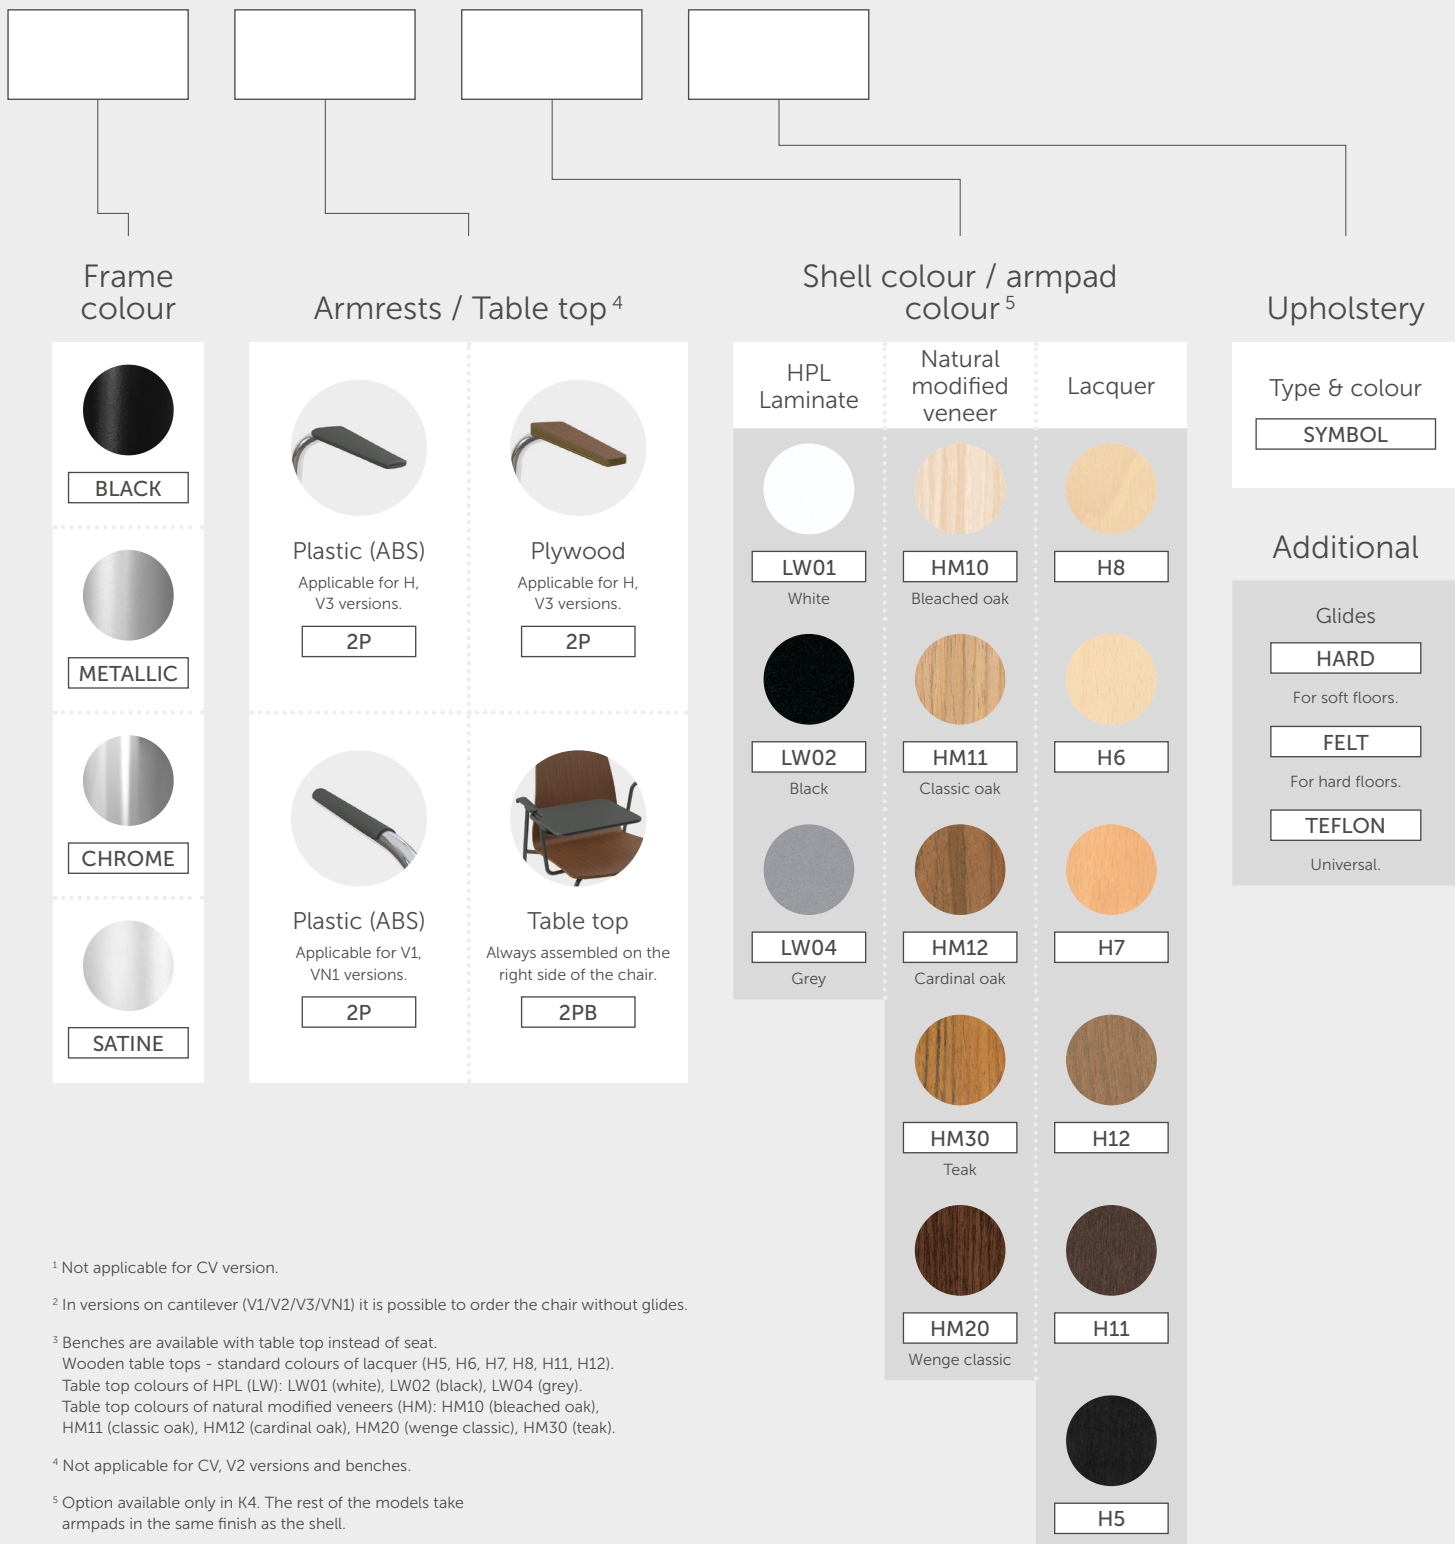 Frame
colour
BLACK
METALLIC
CHROME
SATINE
Armrests / Table top 4
Plastic (ABS)
Applicable for H,
V3 versions.
2P
Plywood
Applicable for H,
V3 versions.
2P
Plastic (ABS)
Applicable for V1,
VN1 versions.
2P
Table top
Always assembled on the
right side of the chair.
2PB
Shell colour / armpad
colour 5
HPL
Laminate
LW01
White
LW02
Black
LW04
Grey
Natural
modified
veneer
HM10
Bleached oak
HM11
Classic oak
HM12
Cardinal oak
HM30
Teak
HM20
Wenge classic
Lacquer
H8
H6
H7
H12
H11
H5
Upholstery
Type & colour
SYMBOL
Additional
Glides
HARD
For soft floors.
FELT
For hard floors.
TEFLON
Universal.
1 Not applicable for CV version.
2 In versions on cantilever (V1/V2/V3/VN1) it is possible to order the chair without glides.
3 Benches are available with table top instead of seat.
Wooden table tops - standard colours of lacquer (H5, H6, H7, H8, H11, H12).
Table top colours of HPL (LW): LW01 (white), LW02 (black), LW04 (grey).
Table top colours of natural modified veneers (HM): HM10 (bleached oak),
HM11 (classic oak), HM12 (cardinal oak), HM20 (wenge classic), HM30 (teak).
4 Not applicable for CV, V2 versions and benches.
5 Option available only in K4. The rest of the models take
armpads in the same finish as the shell.